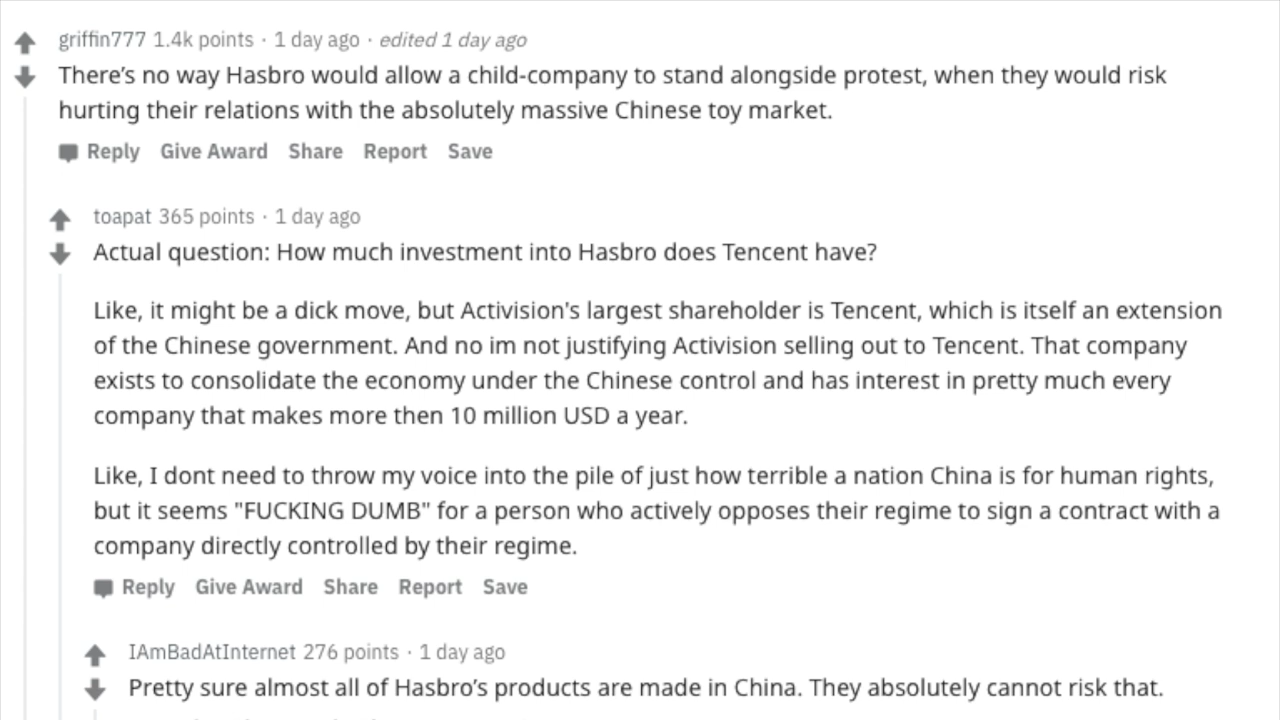 griffin777 1.4k points · 1 day ago · edited 1 day ago
There’s no way Hasbro would allow a child-company to stand alongside protest, when they would risk
hurting their relations with the absolutely massive Chinese toy market.
Reply Give Award Share Report Save
toapat 365 points · 1 day ago
Actual question: How much investment into Hasbro does Tencent have?
Like, it might be a dick move, but Activision's largest shareholder is Tencent, which is itself an extension
of the Chinese government. And no im not justifying Activision selling out to Tencent. That company
exists to consolidate the economy under the Chinese control and has interest in pretty much every
company that makes more then 10 million USD a year.
Like, I dont need to throw my voice into the pile of just how terrible a nation China is for human rights,
but it seems "FUCKING DUMB" for a person who actively opposes their regime to sign a contract with a
company directly controlled by their regime.
Reply Give Award Share Report Save
IAmBadAtInternet 276 points · 1 day ago
Pretty sure almost all of Hasbro’s products are made in China. They absolutely cannot risk that.